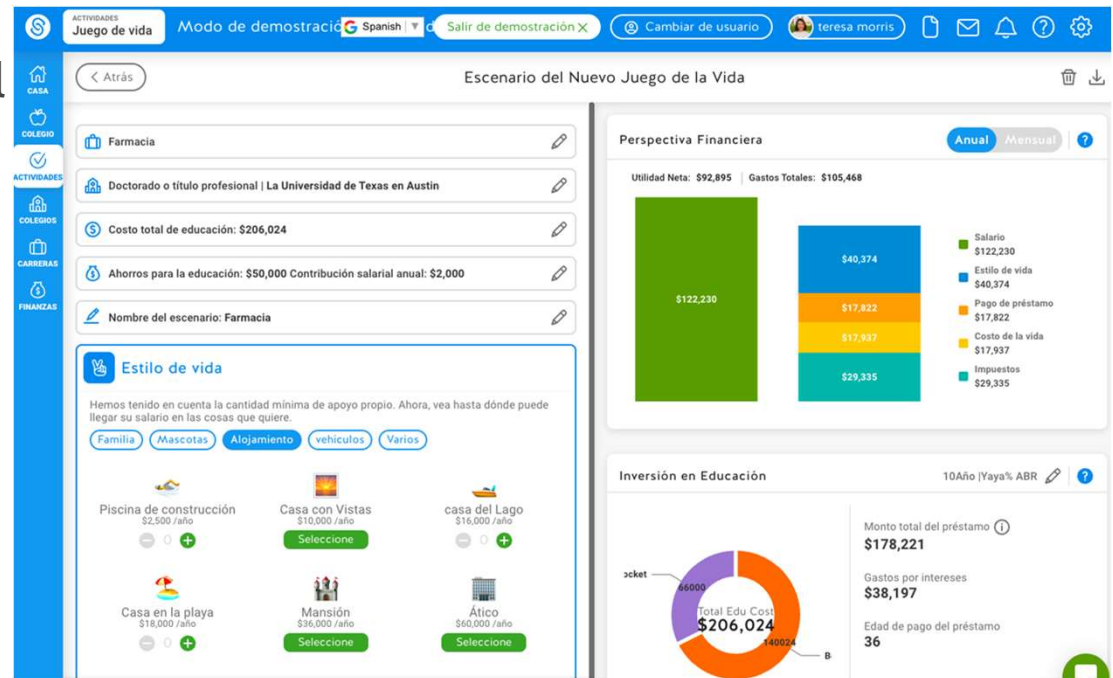 ACTIVIDADES
Juego de vida
Modo de demostració
Spanish
d
Salir de demostración X
Cambiar de usuario
teresa morris
CASA
COLEGIO
ACTIVIDADES
COLEGIOS
CARRERAS
FINANZAS
Atrás
Escenario del Nuevo Juego de la Vida
Farmacia
Doctorado o título profesional | La Universidad de Texas en Austin
Costo total de educación: $206,024
Ahorros para la educación: $50,000 Contribución salarial anual: $2,000
Nombre del escenario: Farmacia
Estilo de vida
Hemos tenido en cuenta la cantidad mínima de apoyo propio. Ahora, vea hasta dónde puede
llegar su salario en las cosas que quiere.
Familia Mascotas Alojamiento vehiculos Varios
Piscina de construcción
$2,500 /año
0
Casa con Vistas
$10,000 /año
Seleccione
casa del Lago
$16,000 /año
0
Casa en la playa
$18,000 /año
0
Mansión
$36,000 /año
Seleccione
Ático
$60,000 /año
Seleccione
Perspectiva Financiera
Anual Mensual
?
Utilidad Neta: $92,895 | Gastos Totales: $105,468
$122,230
$40,374
$17,822
$17,937
$29,335
Salario
$122,230
Estilo de vida
$40,374
Pago de préstamo
$17,822
Costo de la vida
$17,937
Impuestos
$29,335
Inversión en Educación
10Año |Yaya% ABR
?
ocket
66000
Total Edu Cost
$206,024
140024
B
Monto total del préstamo
$178,221
Gastos por intereses
$38,197
Edad de pago del préstamo
36